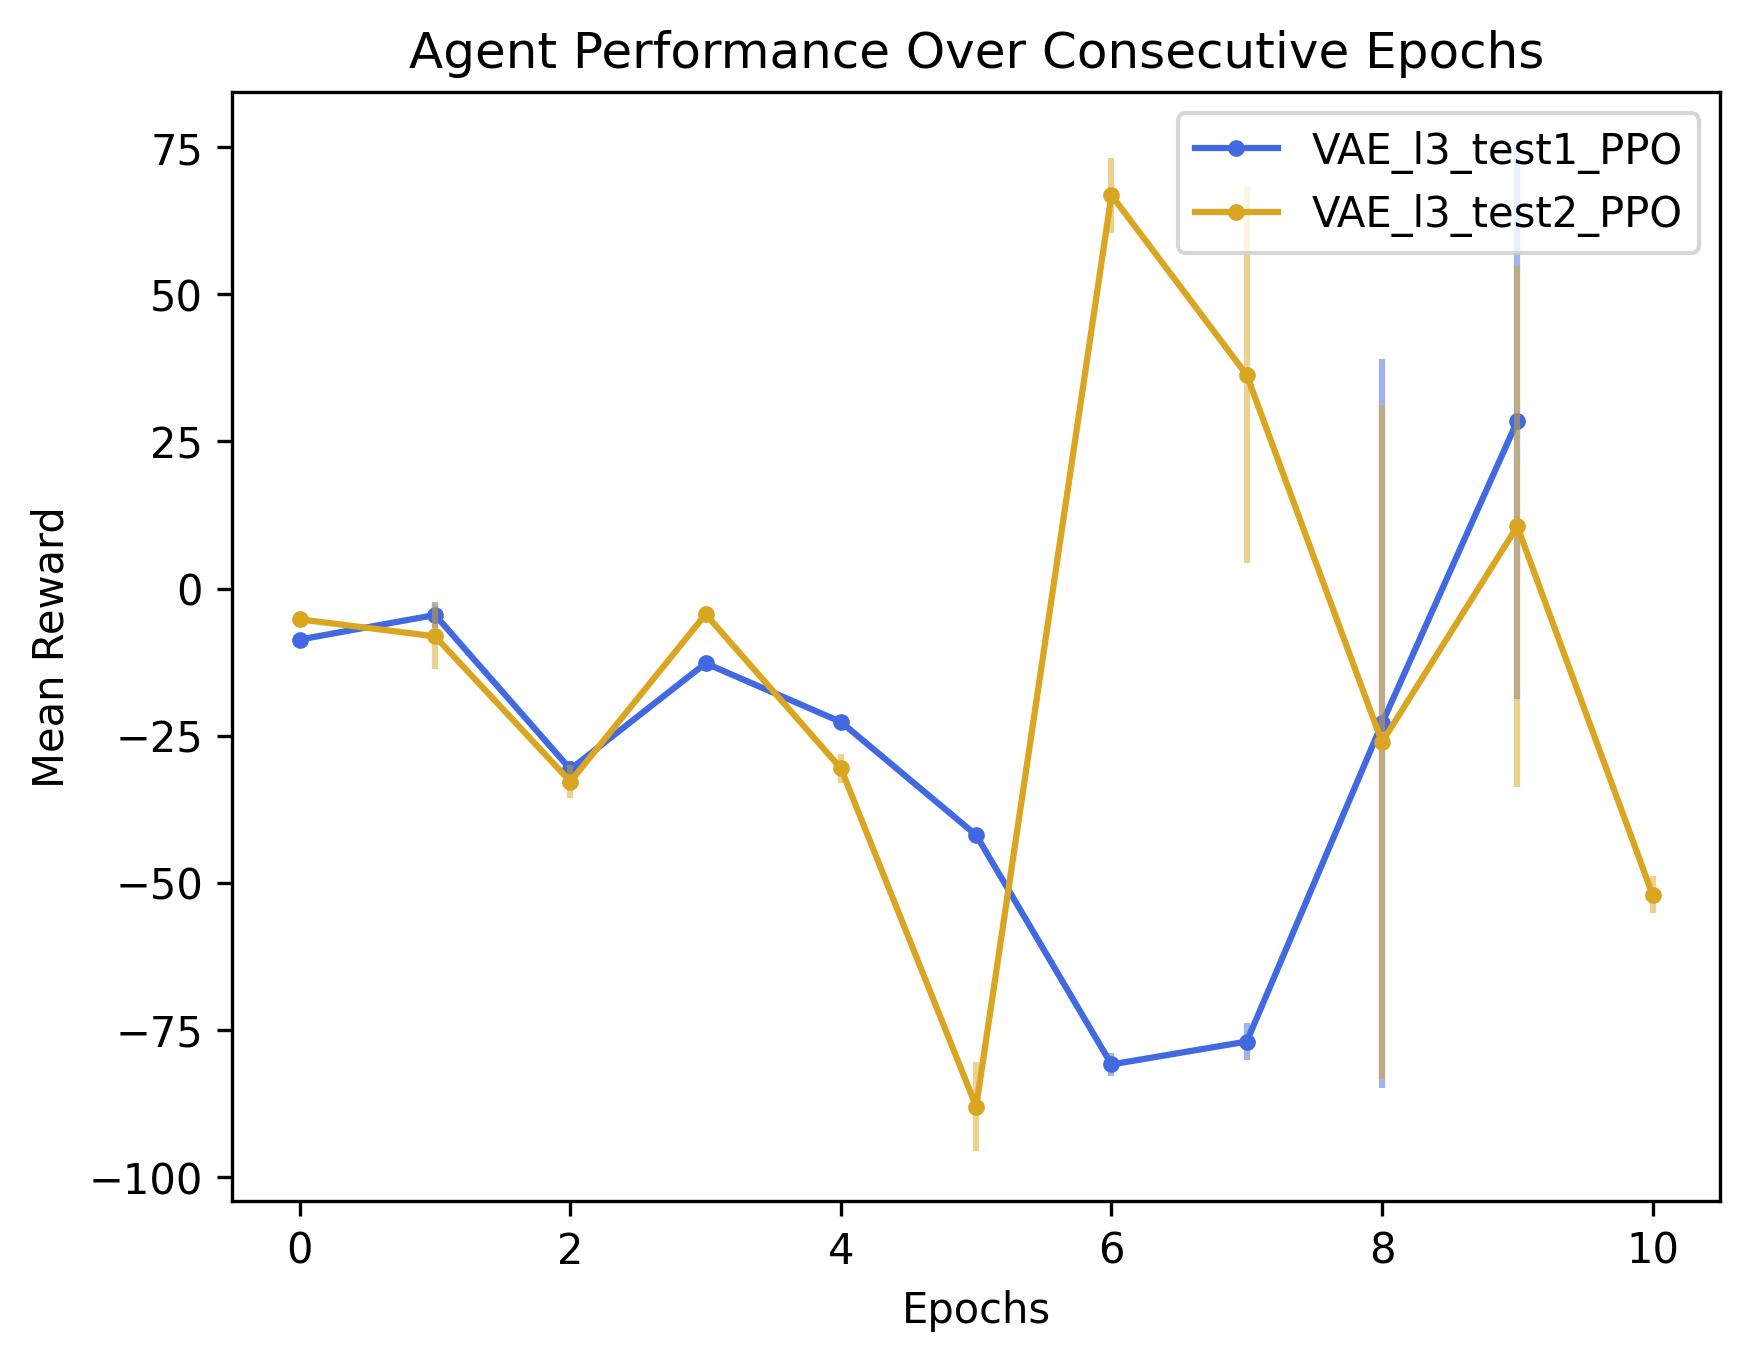 Agent Performance Over Consecutive Epochs
VAE_l3_test1_PPO
VAE_l3_test2_PPO
75
50
25
0
−25
−50
−75
−100
Mean Reward
0 2 4 6 8 10
Epochs